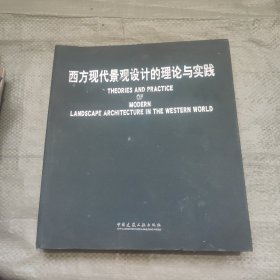 西方现代景观设计的理论与实践
THEORIES AND PRACTICE
OF
MODERN
LANDSCAPE ARCHITECTURE IN THE WESTERN WORLD
中国建筑工业出版社